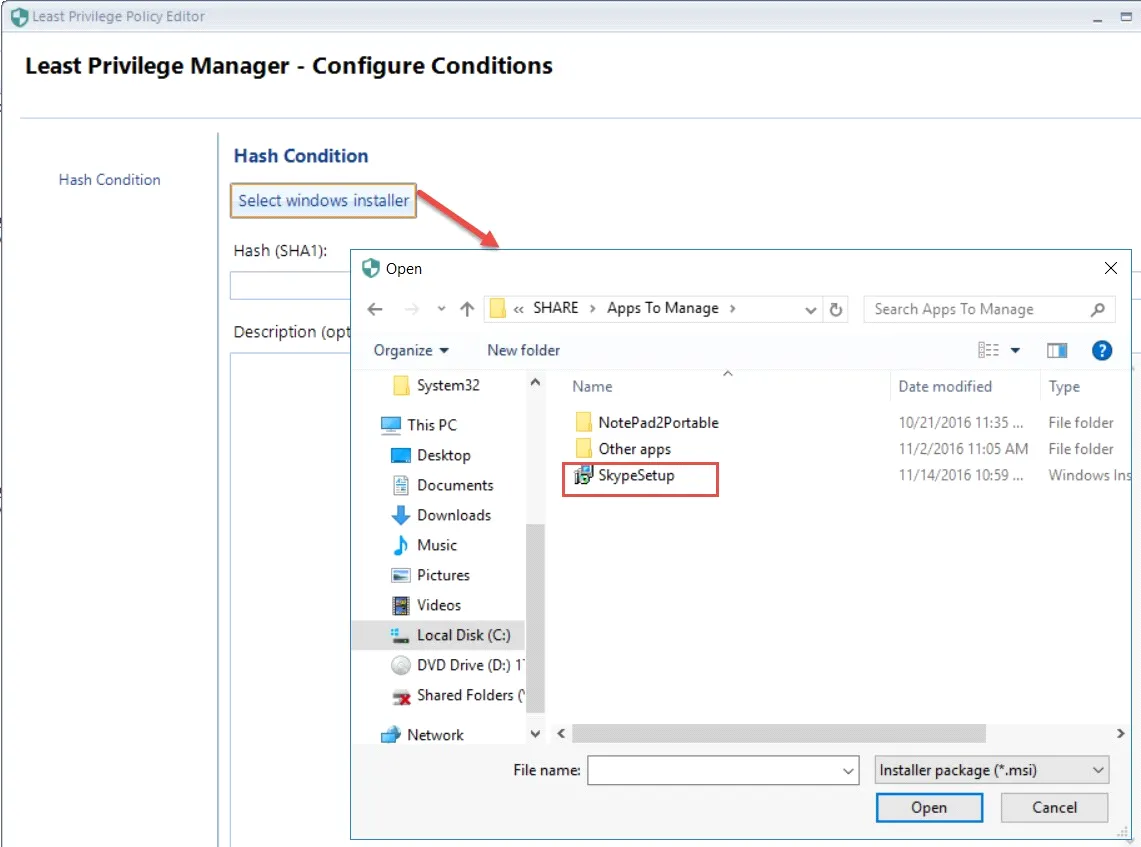 Least Privilege Policy Editor
Least Privilege Manager - Configure Conditions
Hash Condition
Hash Condition
Select windows installer
Hash (SHA1):
Description (opt
Open
« SHARE > Apps To Manage >
Search Apps To Manage
Organize
New folder
Name
Date modified
Type
System32
This PC
Desktop
Documents
Downloads
Music
Pictures
Videos
Local Disk (C:)
DVD Drive (D:) 1
Shared Folders (
Network
NotePad2Portable 10/21/2016 11:35 ... File folder
Other apps 11/2/2016 11:05 AM File folder
SkypeSetup 11/14/2016 10:59 ... Windows Ins
File name:
Installer package (*.msi)
Open
Cancel